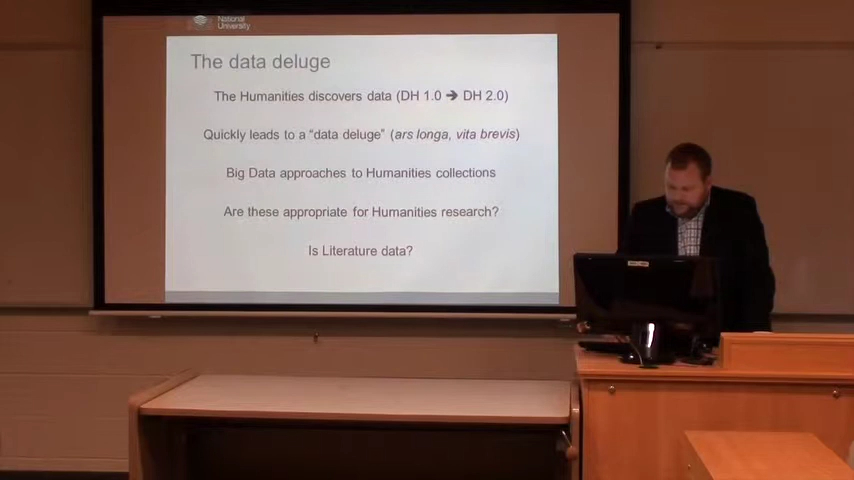 National
University
The data deluge
The Humanities discovers data (DH 1.0 ➔ DH 2.0)
Quickly leads to a “data deluge” (ars longa, vita brevis)
Big Data approaches to Humanities collections
Are these appropriate for Humanities research?
Is Literature data?